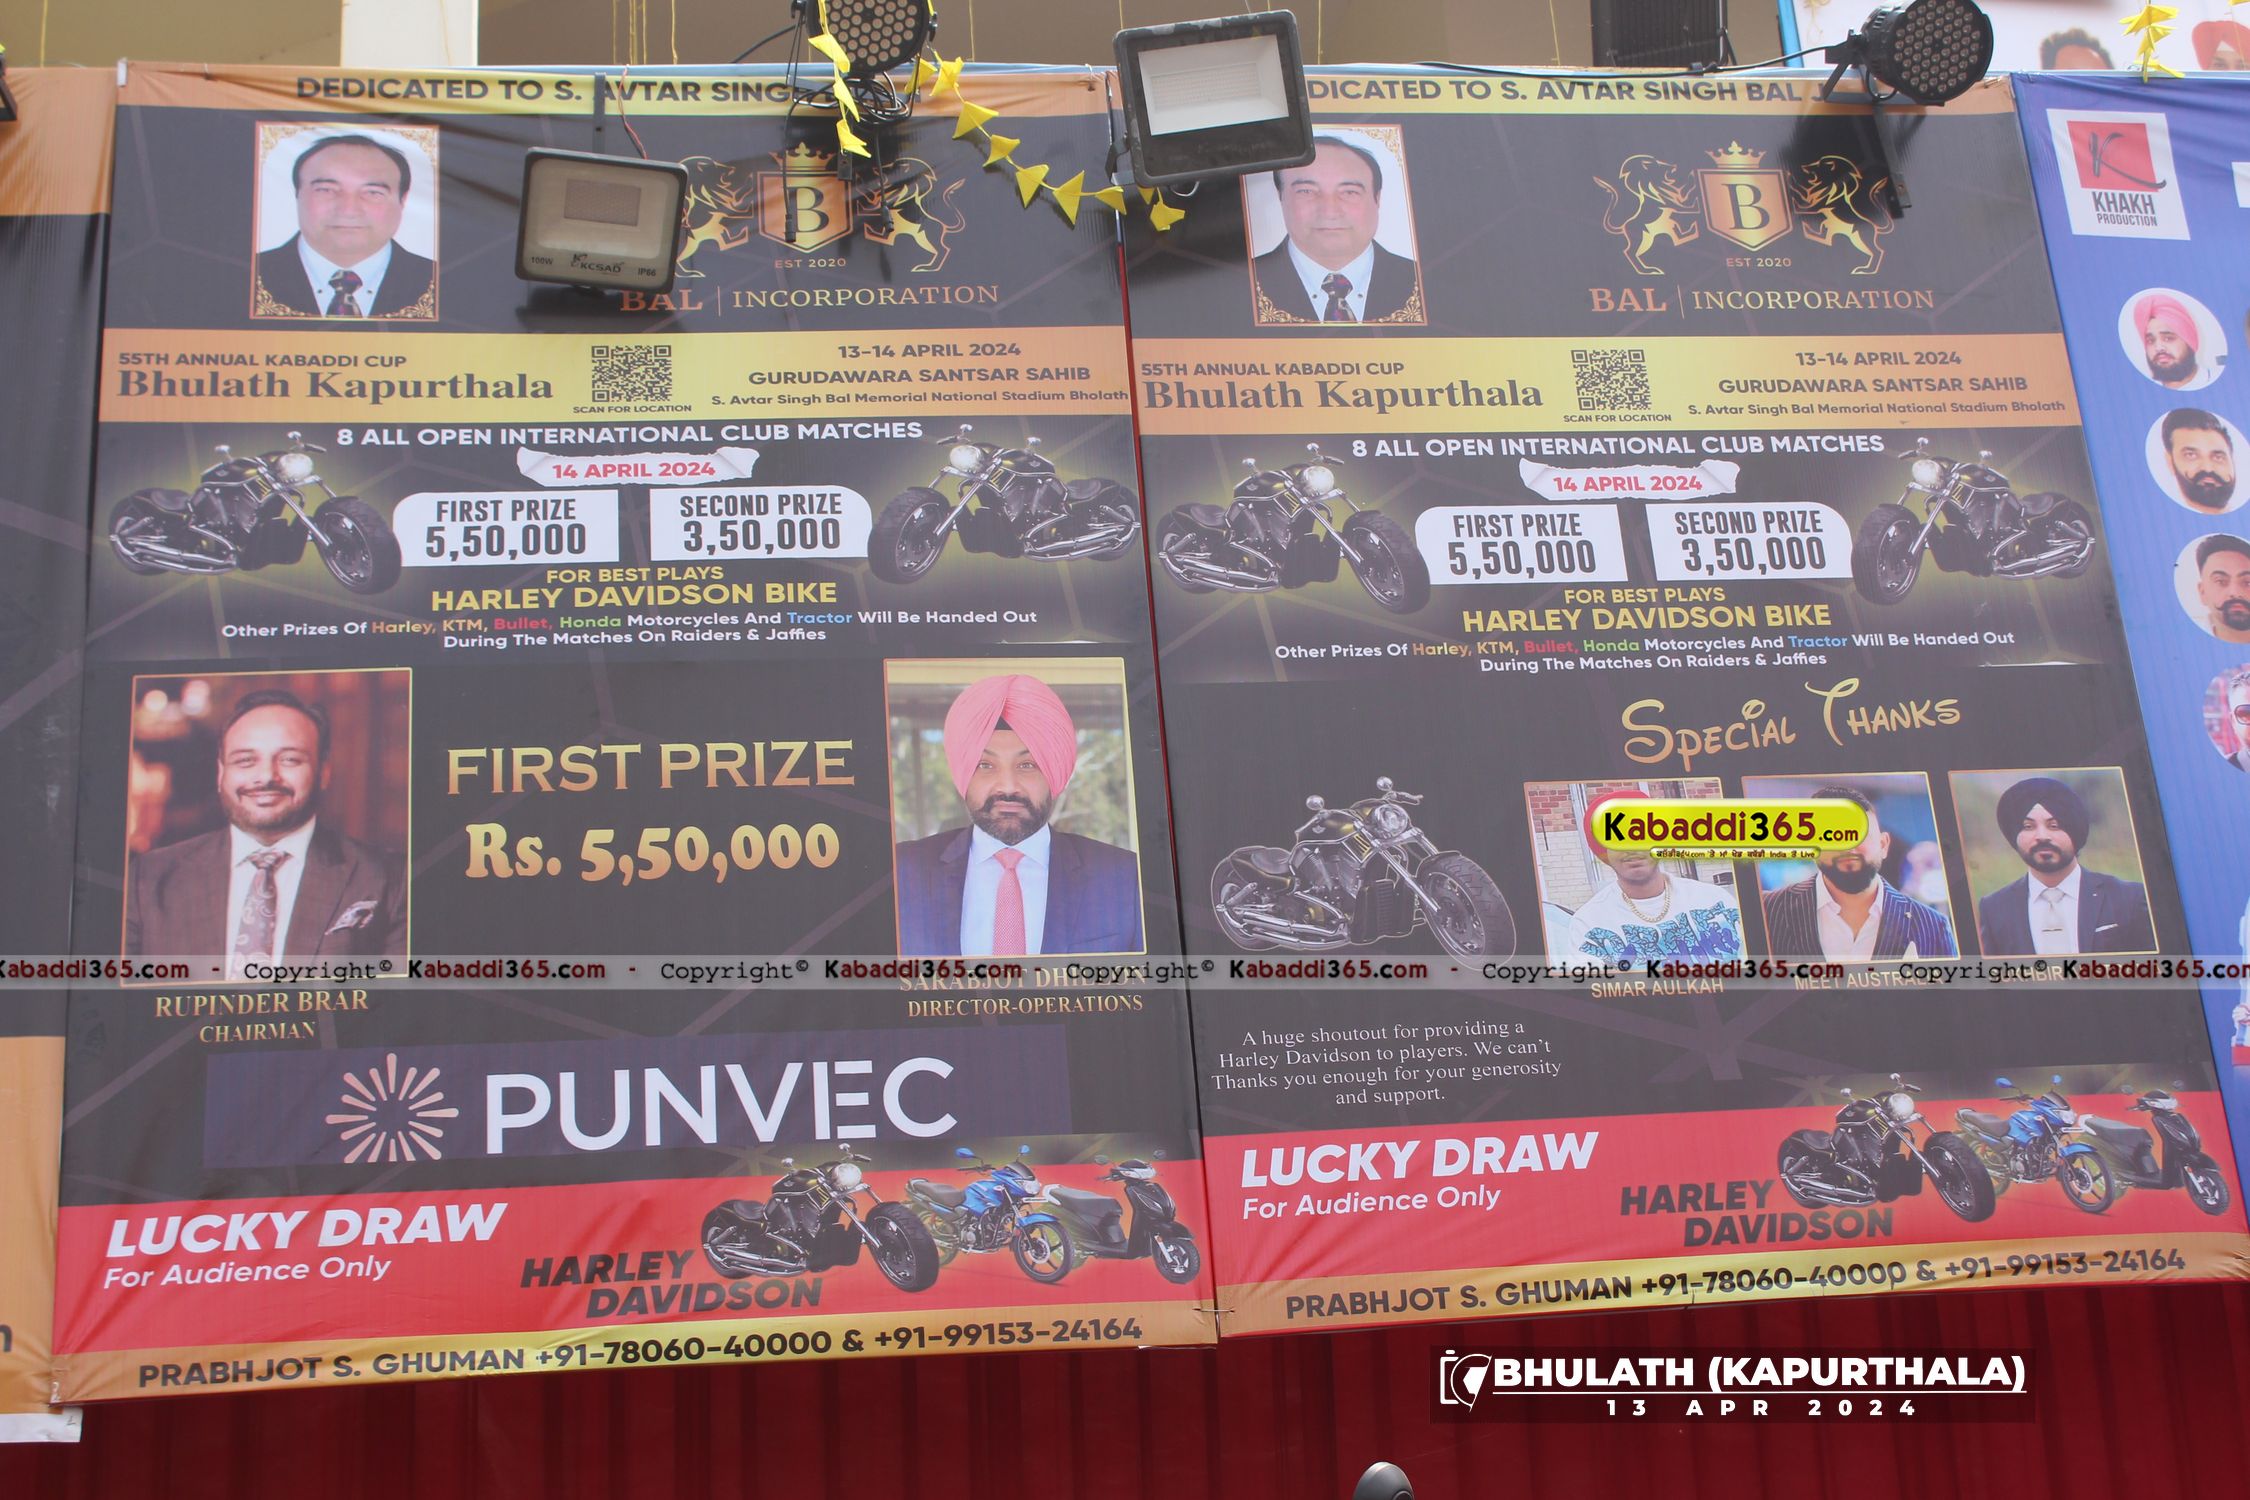 DEDICATED TO S. AVTAR SING
B
EST 2020
BAL | INCORPORATION
100W KCSAD IP66
55TH ANNUAL KABADDI CUP
Bhulath Kapurthala
SCAN FOR LOCATION
13-14 APRIL 2024
GURUDAWARA SANTSAR SAHIB
S. Avtar Singh Bal Memorial National Stadium Bholath
8 ALL OPEN INTERNATIONAL CLUB MATCHES
14 APRIL 2024
FIRST PRIZE
5,50,000
SECOND PRIZE
3,50,000
FOR BEST PLAYS
HARLEY DAVIDSON BIKE
Other Prizes Of Harley, KTM, Bullet, Honda Motorcycles And Tractor Will Be Handed Out
During The Matches On Raiders & Jaffies
FIRST PRIZE
Rs. 5,50,000
RUPINDER BRAR
CHAIRMAN
SARABJOT DHILLON
DIRECTOR-OPERATIONS
PUNVEC
LUCKY DRAW
For Audience Only
HARLEY
DAVIDSON
PRABHJOT S. GHUMAN +91-78060-40000 & +91-99153-24164
DICATED TO S. AVTAR SINGH BAL J
B
EST 2020
BAL | INCORPORATION
55TH ANNUAL KABADDI CUP
Bhulath Kapurthala
SCAN FOR LOCATION
13-14 APRIL 2024
GURUDAWARA SANTSAR SAHIB
S. Avtar Singh Bal Memorial National Stadium Bholath
8 ALL OPEN INTERNATIONAL CLUB MATCHES
14 APRIL 2024
FIRST PRIZE
5,50,000
SECOND PRIZE
3,50,000
FOR BEST PLAYS
HARLEY DAVIDSON BIKE
Other Prizes Of Harley, KTM, Bullet, Honda Motorcycles And Tractor Will Be Handed Out
During The Matches On Raiders & Jaffies
Special Thanks
Kabaddi365.com
SIMAR AULKAH
MEET AUSTRALIA
A huge shoutout for providing a
Harley Davidson to players. We can't
Thanks you enough for your generosity
and support.
LUCKY DRAW
For Audience Only
HARLEY
DAVIDSON
PRABHJOT S. GHUMAN +91-78060-40000 & +91-99153-24164
K
KHAKH
PRODUCTION
Kabaddi365.com - Copyright© Kabaddi365.com - Copyright© Kabaddi365.com - Copyright© Kabaddi365.com - Copyright© Kabaddi365.com - Copyright© Kabaddi365.com
BHULATH (KAPURTHALA)
13 APR 2024